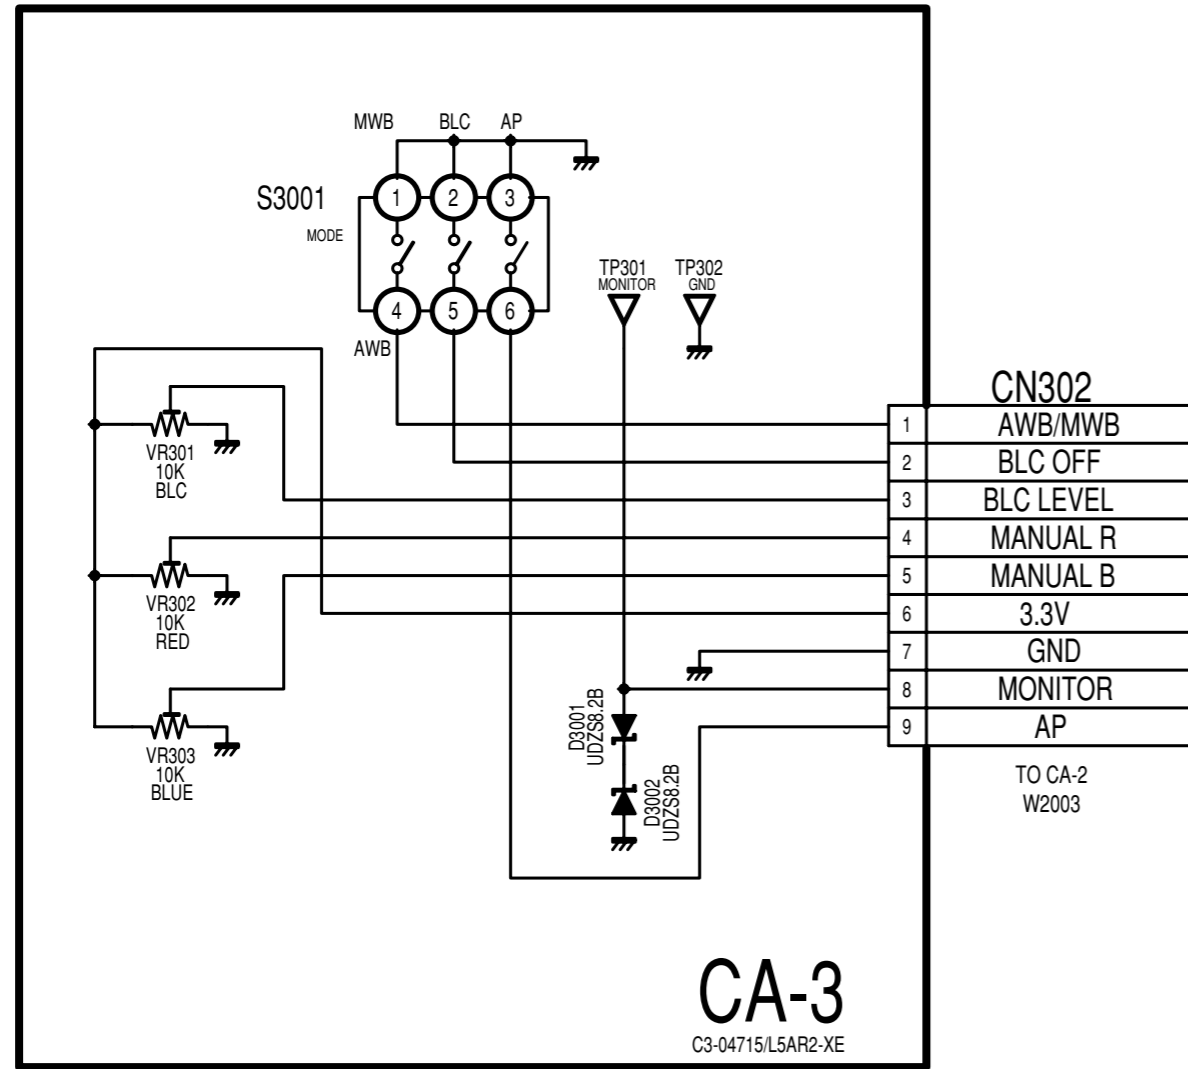 MWB BLC AP
S3001
MODE
1 2 3
4 5 6
AWB
TP301
MONITOR
TP302
GND
VR301
10K
BLC
VR302
10K
RED
VR303
10K
BLUE
D3001
UDZS8.2B
D3002
UDZS8.2B
CN302
1 AWB/MWB
2 BLC OFF
3 BLC LEVEL
4 MANUAL R
5 MANUAL B
6 3.3V
7 GND
8 MONITOR
9 AP
TO CA-2
W2003
CA-3
C3-04715/L5AR2-XE